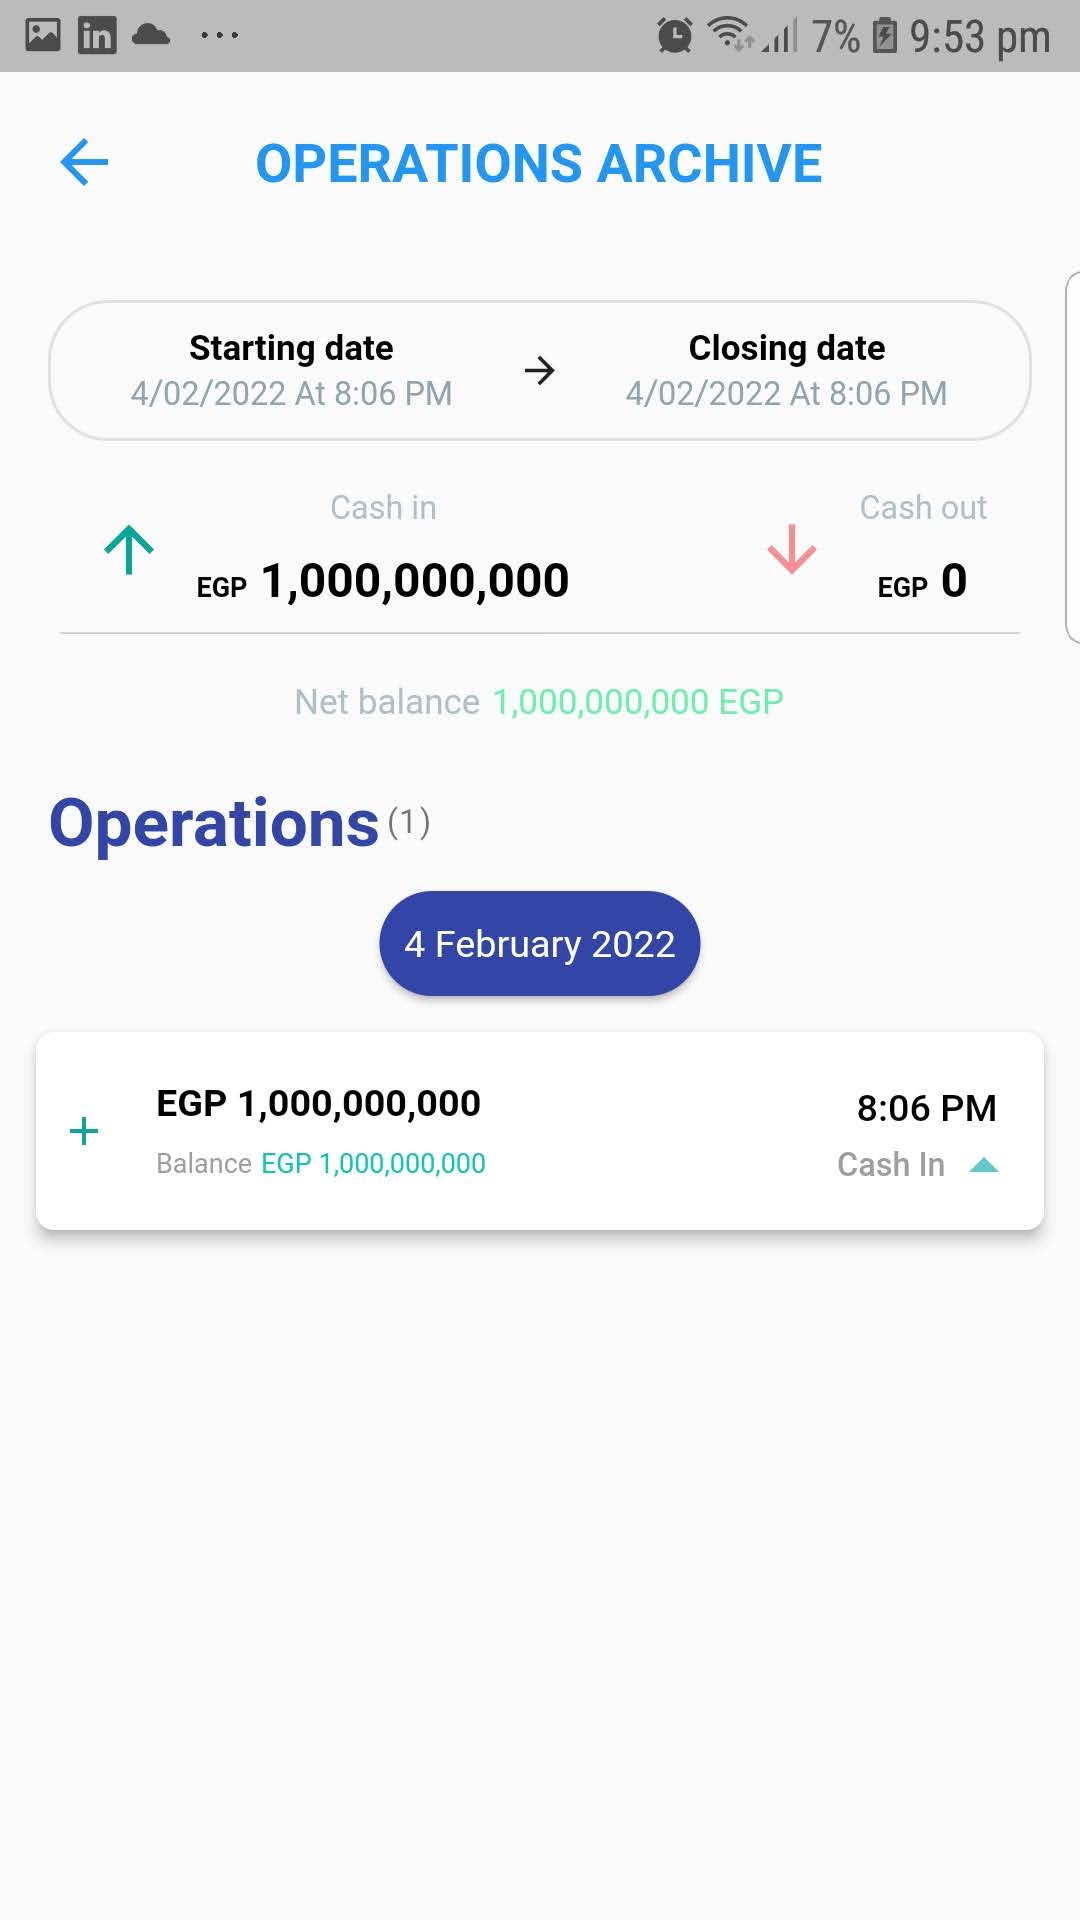 in ... 7% 9:53 pm
OPERATIONS ARCHIVE
Starting date Closing date
4/02/2022 At 8:06 PM 4/02/2022 At 8:06 PM
Cash in Cash out
EGP 1,000,000,000 EGP 0
Net balance 1,000,000,000 EGP
Operations (1)
4 February 2022
EGP 1,000,000,000 8:06 PM
Balance EGP 1,000,000,000 Cash In